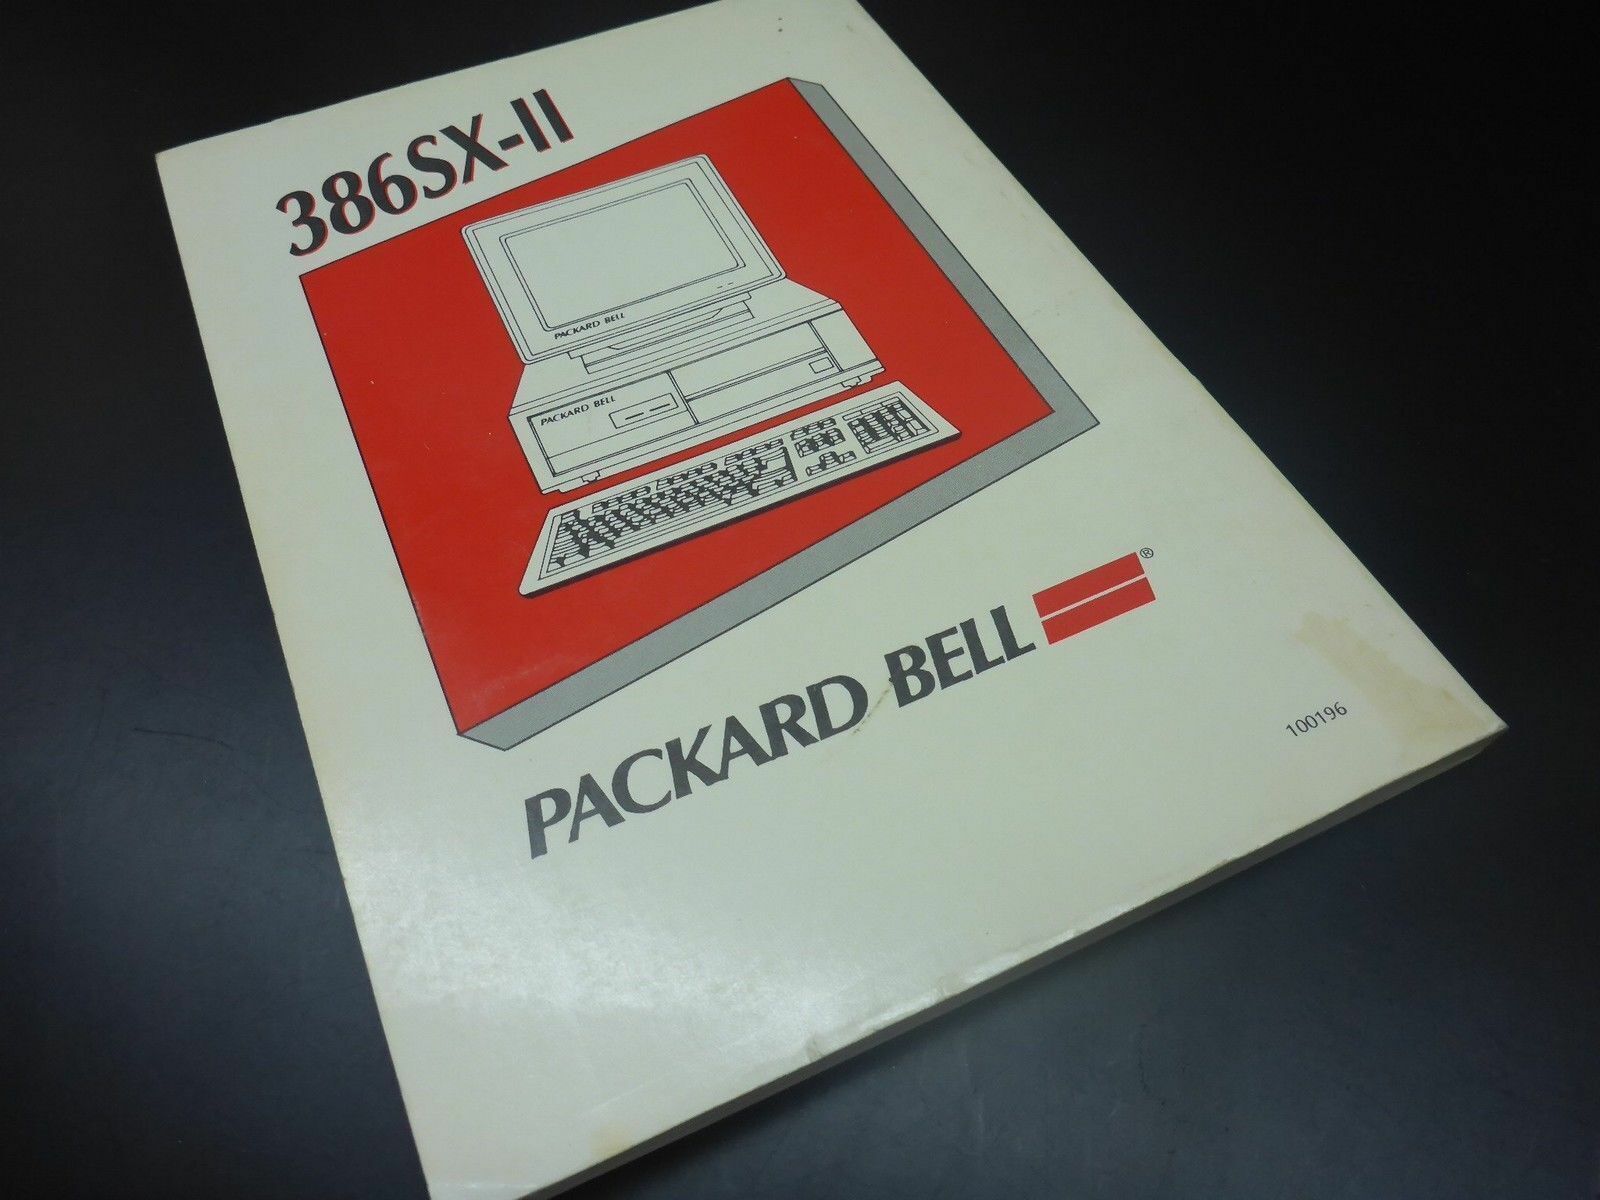 386SX-II
PACKARD BELL
PACKARD BELL
PACKARD BELL ®
100196